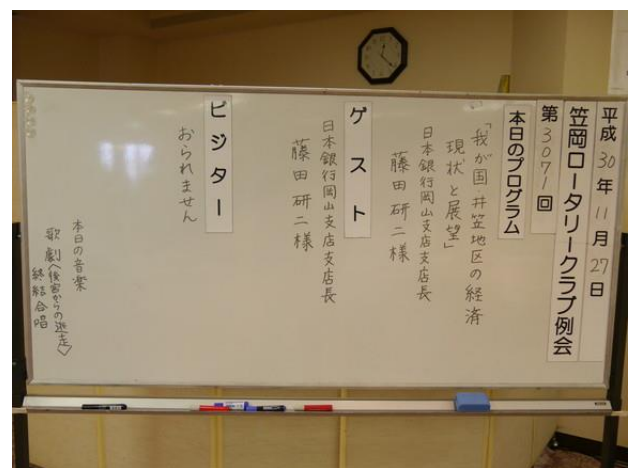 平成30年11月27日
笠岡ロータリークラブ例会
第3071回
本日のプログラム
「我が国・井笠地区の経済
現状と展望」
日本銀行岡山支店支店長
藤田研二様
ゲスト
日本銀行岡山支店支店長
藤田研二様
ビジター
おられません
本日の音楽
歌劇〈後宮からの逃走〉
終結合唱